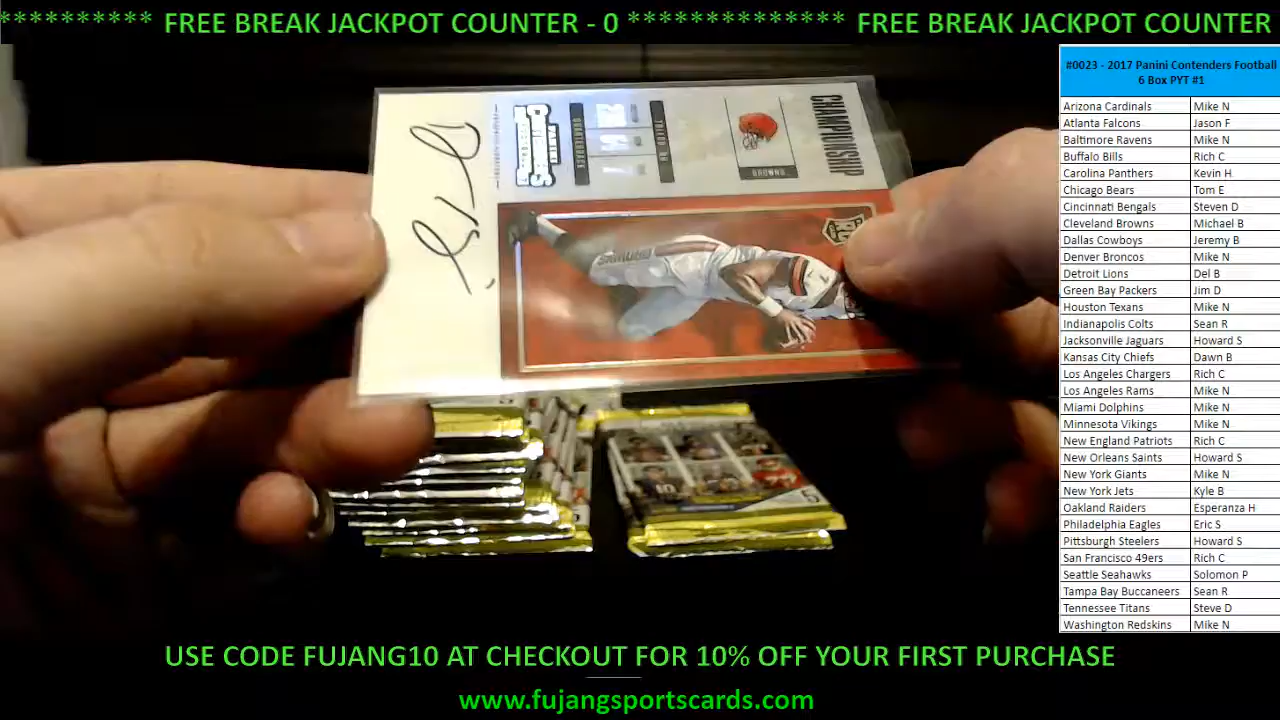 ********** FREE BREAK JACKPOT COUNTER - 0 ************** FREE BREAK JACKPOT COUNTER
#0023 - 2017 Panini Contenders Football
6 Box PYT #1
Arizona Cardinals Mike N
Atlanta Falcons Jason F
Baltimore Ravens Mike N
Buffalo Bills Rich C
Carolina Panthers Kevin H
Chicago Bears Tom E
Cincinnati Bengals Steven D
Cleveland Browns Michael B
Dallas Cowboys Jeremy B
Denver Broncos Mike N
Detroit Lions Del B
Green Bay Packers Jim D
Houston Texans Mike N
Indianapolis Colts Sean R
Jacksonville Jaguars Howard S
Kansas City Chiefs Dawn B
Los Angeles Chargers Rich C
Los Angeles Rams Mike N
Miami Dolphins Mike N
Minnesota Vikings Mike N
New England Patriots Rich C
New Orleans Saints Howard S
New York Giants Mike N
New York Jets Kyle B
Oakland Raiders Esperanza H
Philadelphia Eagles Eric S
Pittsburgh Steelers Howard S
San Francisco 49ers Rich C
Seattle Seahawks Solomon P
Tampa Bay Buccaneers Sean R
Tennessee Titans Steve D
Washington Redskins Mike N
CHAMPIONSHIP
BROWNS
QUARTERBACK
PANINI
CONTENDERS
RC
USE CODE FUJANG10 AT CHECKOUT FOR 10% OFF YOUR FIRST PURCHASE
www.fujangsportscards.com